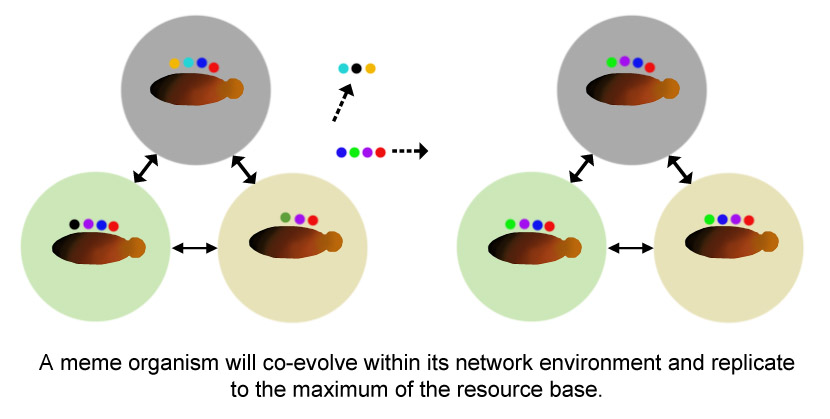 A meme organism will co-evolve within its network environment and replicate
to the maximum of the resource base.